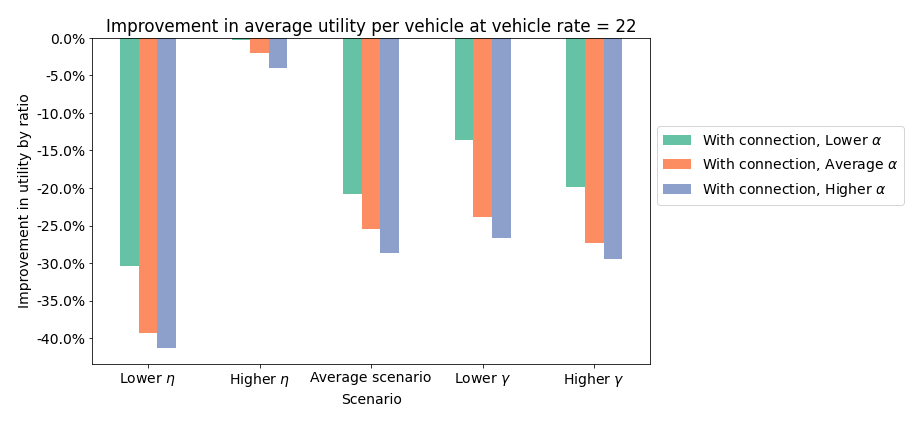 Improvement in average utility per vehicle at vehicle rate = 22
Improvement in utility by ratio
0.0%
-5.0%
-10.0%
-15.0%
-20.0%
-25.0%
-30.0%
-35.0%
-40.0%
Lower η
Higher η
Average scenario
Lower γ
Higher γ
Scenario
With connection, Lower α
With connection, Average α
With connection, Higher α